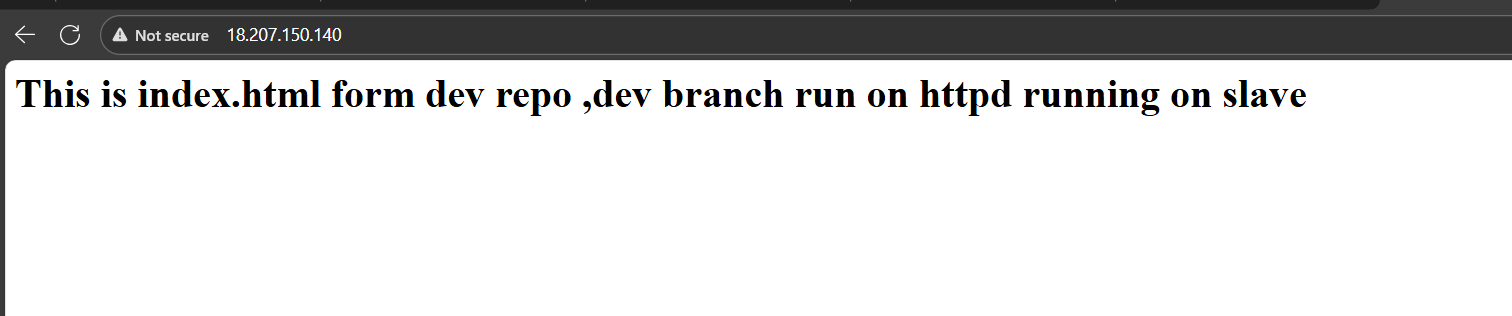 Not secure 18.207.150.140
This is index.html form dev repo ,dev branch run on httpd running on slave